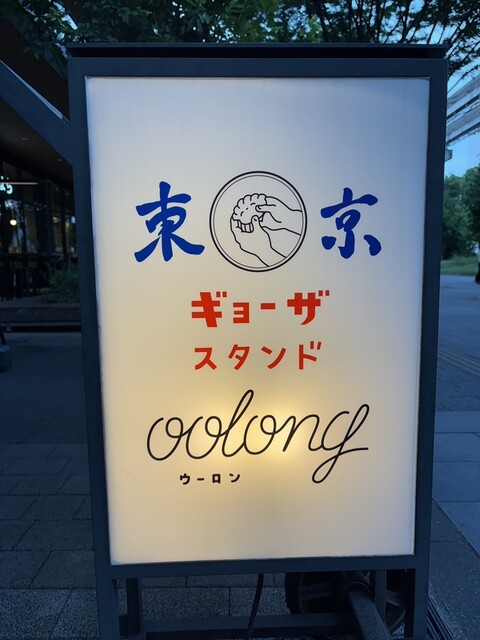 東京
ギョーザ
スタンド
oolong
ウーロン